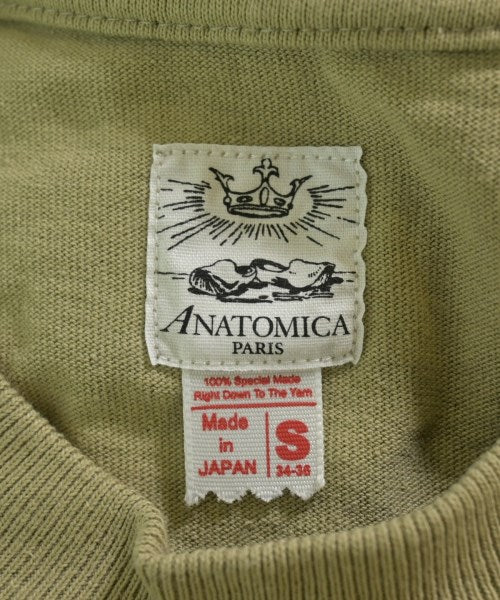 ANATOMICA
PARIS
100% Special Made
Right Down To The Yarn
Made
in
JAPAN
S
34-36